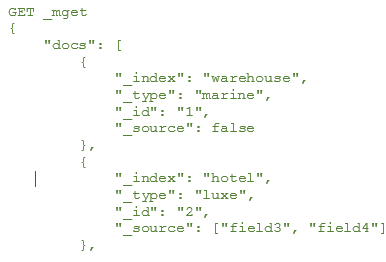 GET _mget
{
"docs": [
{
"_index": "warehouse",
"_type": "marine",
"_id": "1",
"_source": false
},
{
"_index": "hotel",
"_type": "luxe",
"_id": "2",
"_source": ["field3", "field4"]
},